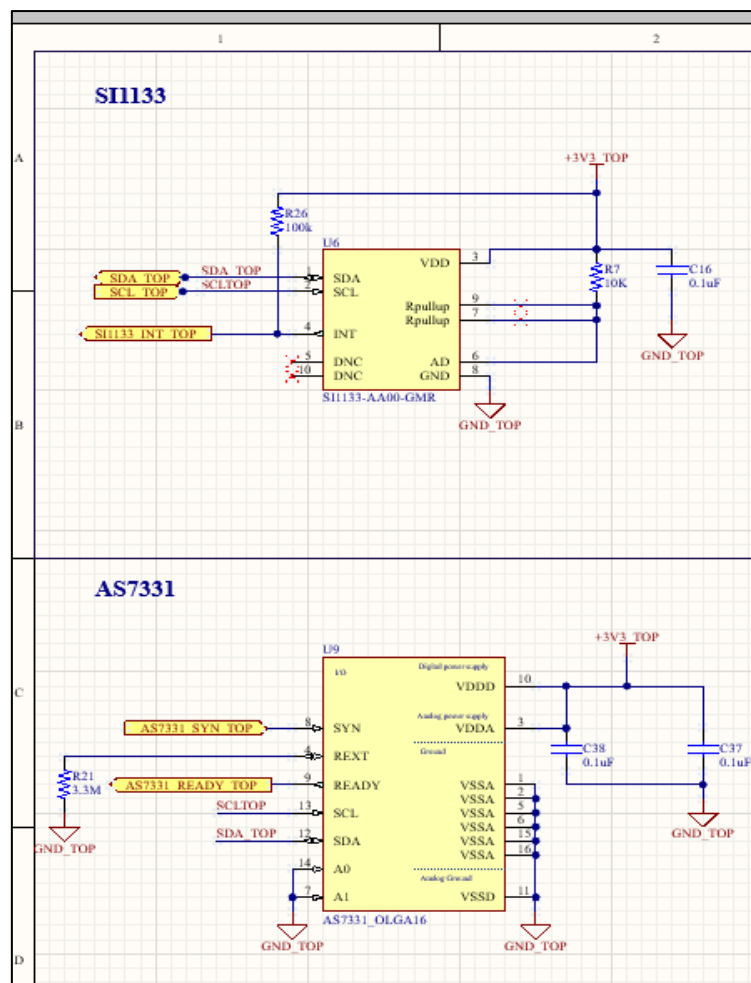 1 2
SI1133
A
+3V3_TOP
R26
100k
U6
VDD 3
R7
10K
C16
0.1uF
SDA_TOP SDA_TOP 1 SDA
SCL_TOP SCLTOP 2 SCL
Rpullup 9
Rpullup 7
SI1133_INT_TOP 4 INT
GND_TOP
5 DNC AD 6
10 DNC GND 8
SI1133-AA00-GMR
GND_TOP
B
AS7331
+3V3_TOP
U9
I/O Digital power supply
VDDD 10
C
Analog power supply
AS7331_SYN_TOP 8 SYN VDDA 3
Ground
4 REXT
C38
0.1uF
C37
0.1uF
R21
3.3M
AS7331_READY_TOP 9 READY VSSA 1
VSSA 2
SCLTOP 13 SCL VSSA 5
VSSA 6
SDA_TOP 12 SDA VSSA 15
VSSA 16
GND_TOP
GND_TOP
14 A0
Analog Ground
7 A1 VSSD 11
AS7331_OLGA16
GND_TOP
GND_TOP
D